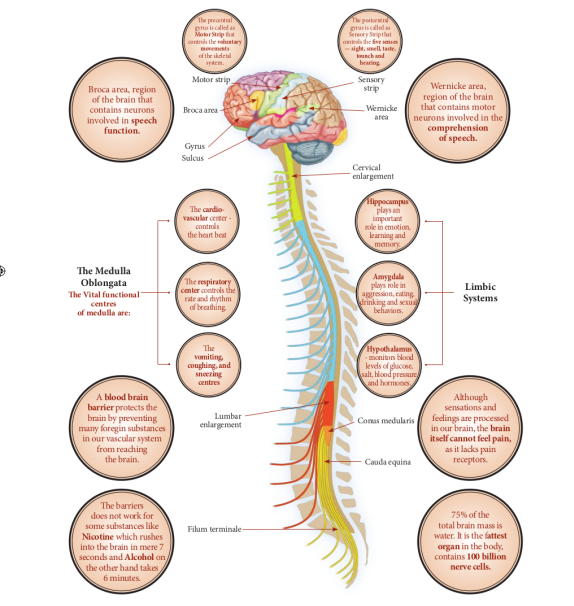 The precentral
gyrus is called as
Motor Strip that
controls the voluntary
movements
of the skeletal
system.
The postcentral
gyrus is called as
Sensory Strip that
controls the five senses
— sight, smell, taste,
tounch and
hearing.
Motor strip
Sensory
strip
Broca area, region
of the brain that
contains neurons
involved in speech
function.
Broca area
Wernicke
area
Wernicke area,
region of the brain
that contains motor
neurons involved in the
comprehension
of speech.
Gyrus
Sulcus
Cervical
enlargement
The cardio-
vascular center -
controls
the heart beat
Hippocampus
plays an
important
role in emotion,
learning and
memory.
The Medulla
Oblongata
The Vital functional
centres
of medulla are:
The respiratory
center controls the
rate and rhythm
of breathing.
Amygdala
plays role in
aggression, eating,
drinking and sexual
behaviors.
Limbic
Systems
The
vomiting,
coughing, and
sneezing
centres
Hypothalamus
- monitors blood
levels of glucose,
salt, blood pressure
and hormones.
A blood brain
barrier protects the
brain by preventing
many foregin substances
in our vascular system
from reaching
the brain.
Lumbar
enlargement
Conus medularis
Although
sensations and
feelings are processed
in our brain, the brain
itself cannot feel pain,
as it lacks pain
receptors.
Cauda equina
The barriers
does not work for
some substances like
Nicotine which rushes
into the brain in mere 7
seconds and Alcohol on
the other hand takes
6 minutes.
Filum terminale
75% of the
total brain mass is
water. It is the fattest
organ in the body,
contains 100 billion
nerve cells.